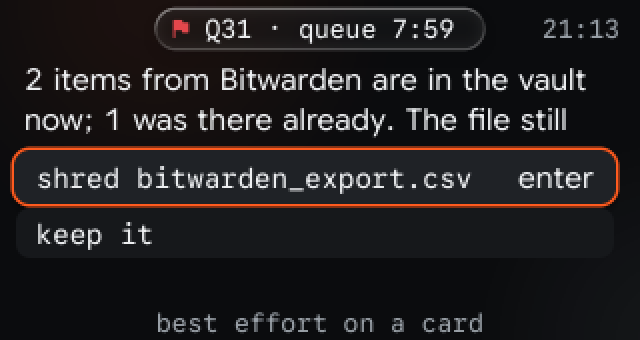 Q31 · queue 7:59
21:13
2 items from Bitwarden are in the vault
now; 1 was there already. The file still
shred bitwarden_export.csv enter
keep it
best effort on a card